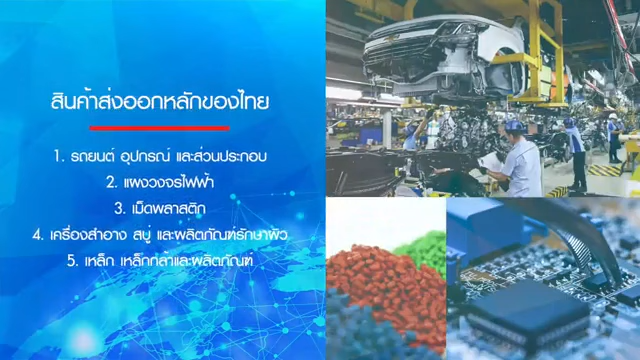 สินค้าส่งออกหลักของไทย
1. รถยนต์ อุปกรณ์ และส่วนประกอบ
2. แผงวงจรไฟฟ้า
3. เม็ดพลาสติก
4. เครื่องสำอาง สบู่ และผลิตภัณฑ์รักษาผิว
5. เหล็ก เหล็กกล้าและผลิตภัณฑ์